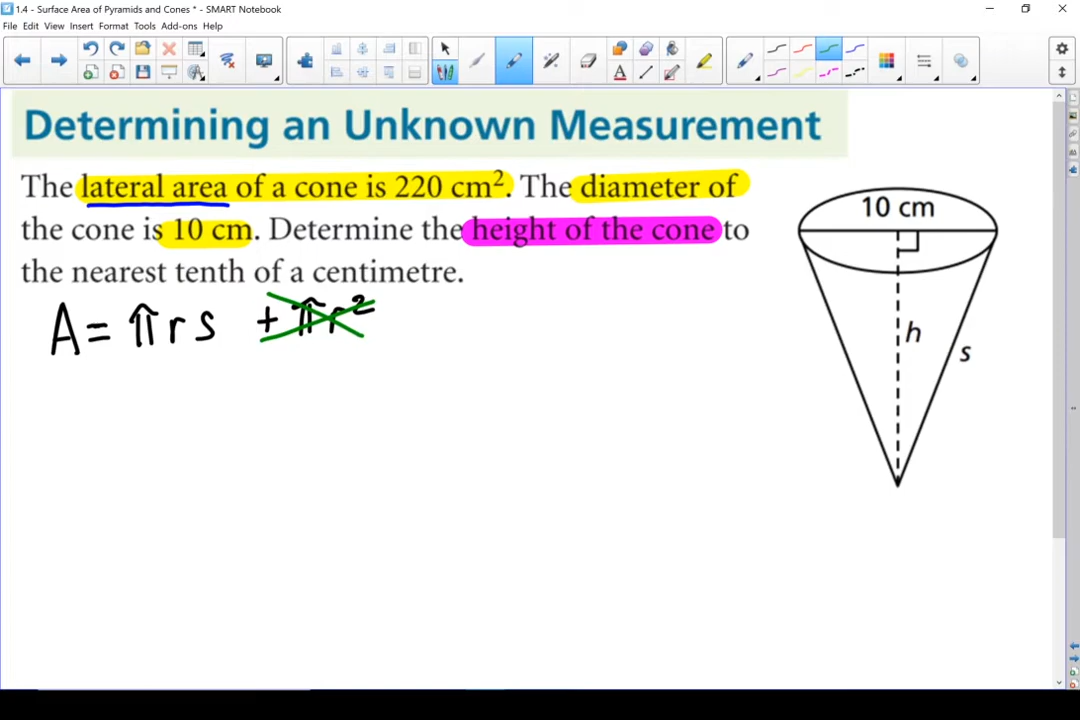 1.4 - Surface Area of Pyramids and Cones * - SMART Notebook
File Edit View Insert Format Tools Add-ons Help
Determining an Unknown Measurement
The lateral area of a cone is 220 cm². The diameter of
the cone is 10 cm. Determine the height of the cone to
the nearest tenth of a centimetre.
A = πrs + πr²
10 cm
h
s